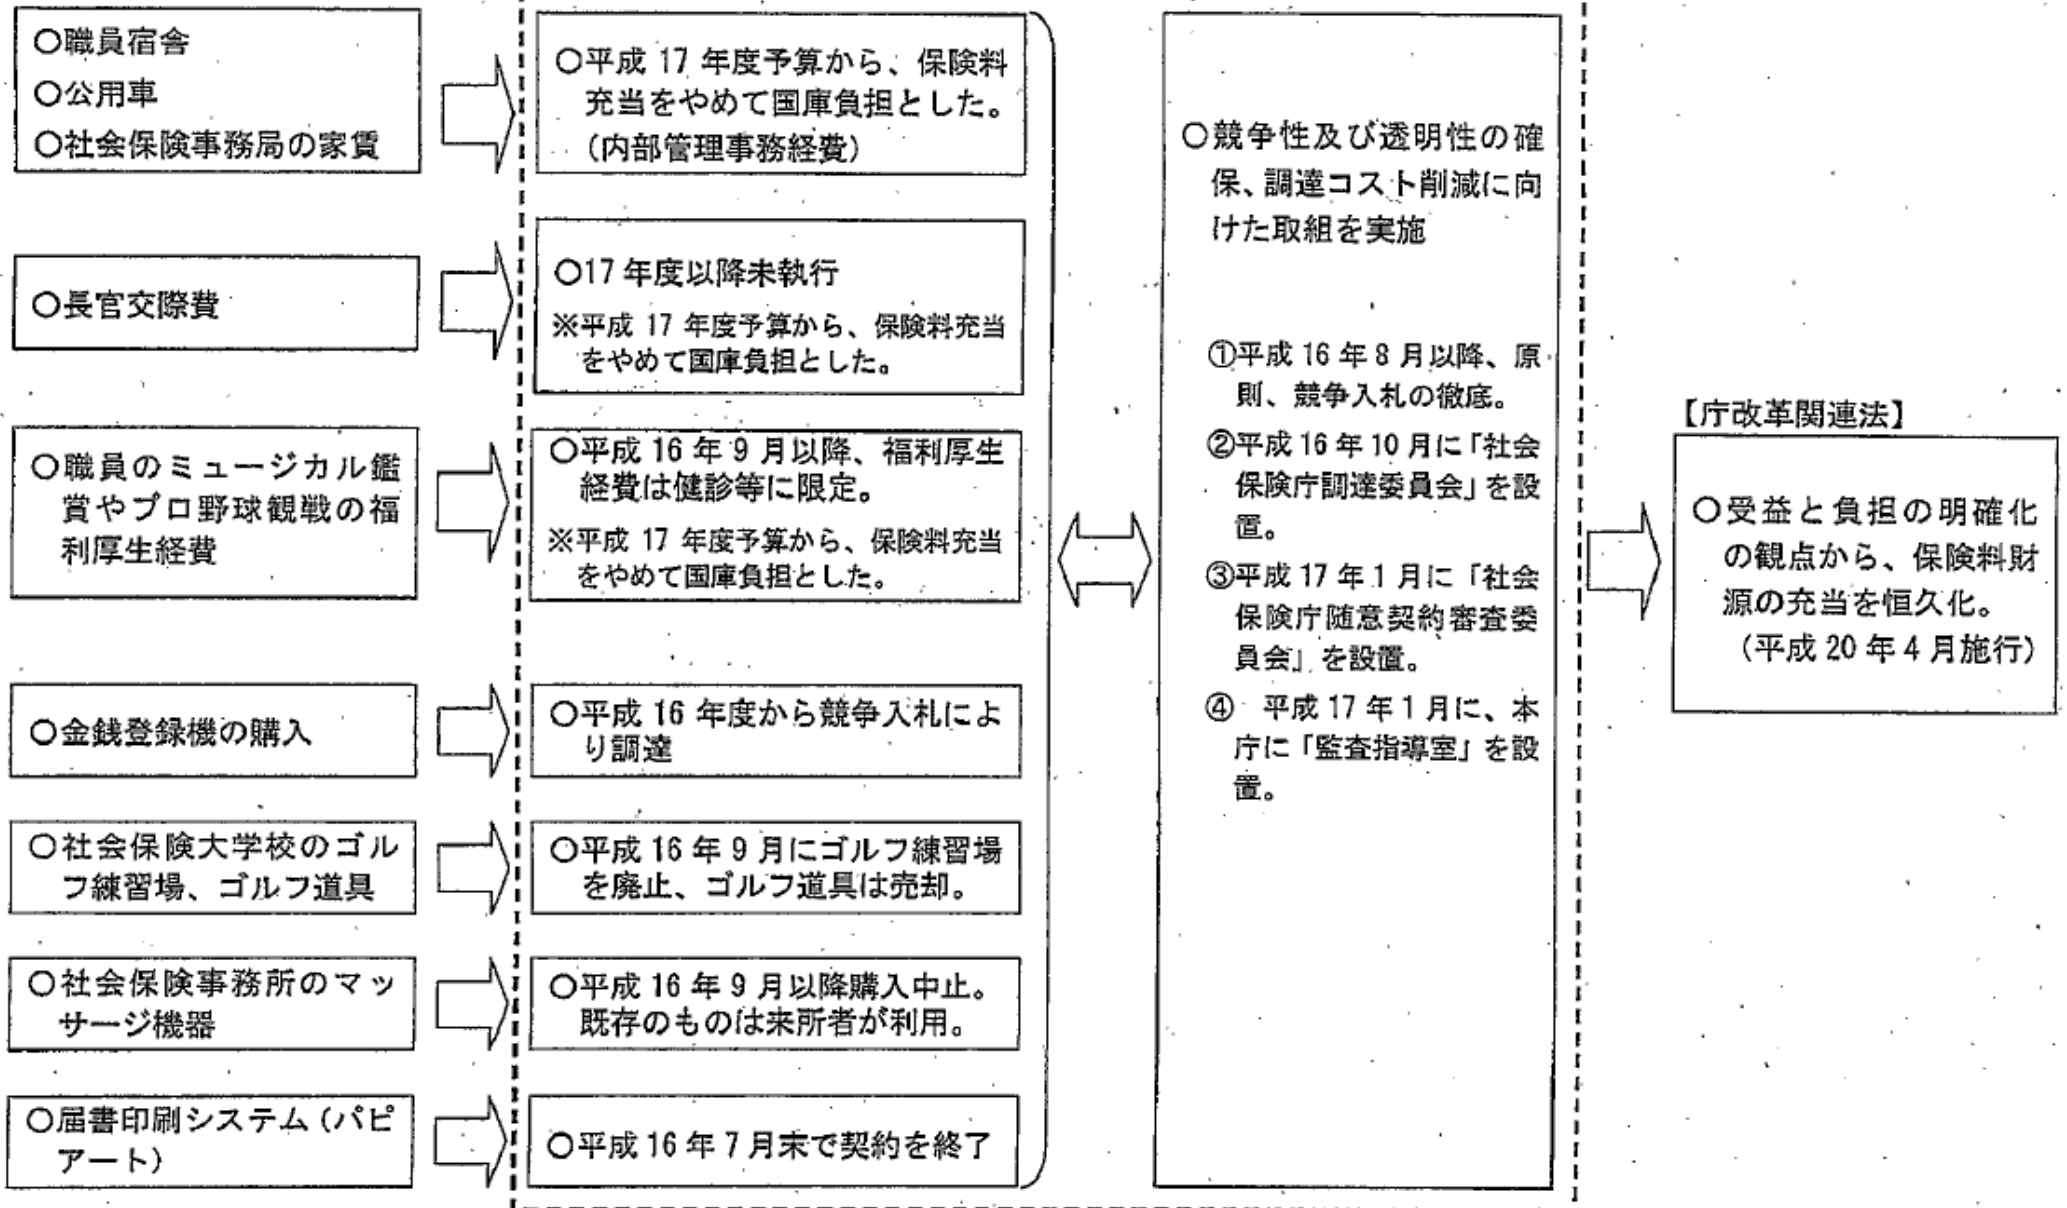 ○職員宿舎
○公用車
○社会保険事務局の家賃
○平成 17 年度予算から、保険料
充当をやめて国庫負担とした。
(内部管理事務経費)
○長官交際費
○17 年度以降未執行
※平成 17 年度予算から、保険料充当
をやめて国庫負担とした。
○職員のミュージカル鑑
賞やプロ野球観戦の福
利厚生経費
○平成 16 年 9 月以降、福利厚生
経費は健診等に限定。
※平成 17 年度予算から、保険料充当
をやめて国庫負担とした。
○金銭登録機の購入
○平成 16 年度から競争入札によ
り調達
○社会保険大学校のゴル
フ練習場、ゴルフ道具
○平成 16 年 9 月にゴルフ練習場
を廃止、ゴルフ道具は売却。
○社会保険事務所のマッ
サージ機器
○平成 16 年 9 月以降購入中止。
既存のものは来所者が利用。
○届書印刷システム(パピ
アート)
○平成 16 年 7 月末で契約を終了
○競争性及び透明性の確
保、調達コスト削減に向
けた取組を実施
①平成 16 年 8 月以降、原
則、競争入札の徹底。
②平成 16 年 10 月に「社会
保険庁調達委員会」を設
置。
③平成 17 年 1 月に「社会
保険庁随意契約審査委
員会」を設置。
④ 平成 17 年 1 月に、本
庁に「監査指導室」を設
置。
【庁改革関連法】
○受益と負担の明確化
の観点から、保険料財
源の充当を恒久化。
(平成 20 年 4 月施行)